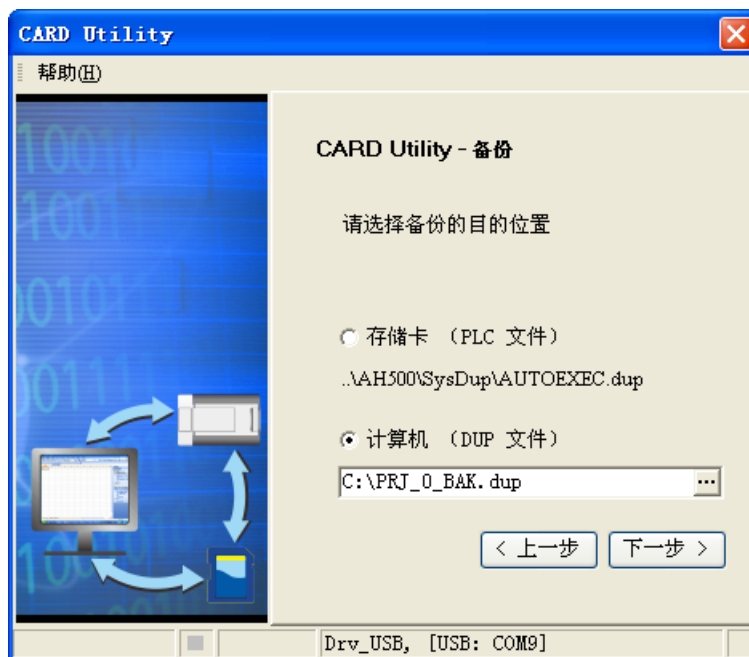 CARD Utility
帮助(H)
CARD Utility - 备份
请选择备份的目的位置
存储卡 （PLC 文件）
..\AH500\SysDup\AUTOEXEC.dup
计算机 （DUP 文件）
C:\PRJ_0_BAK.dup
...
< 上一步
下一步 >
Drv_USB, [USB: COM9]